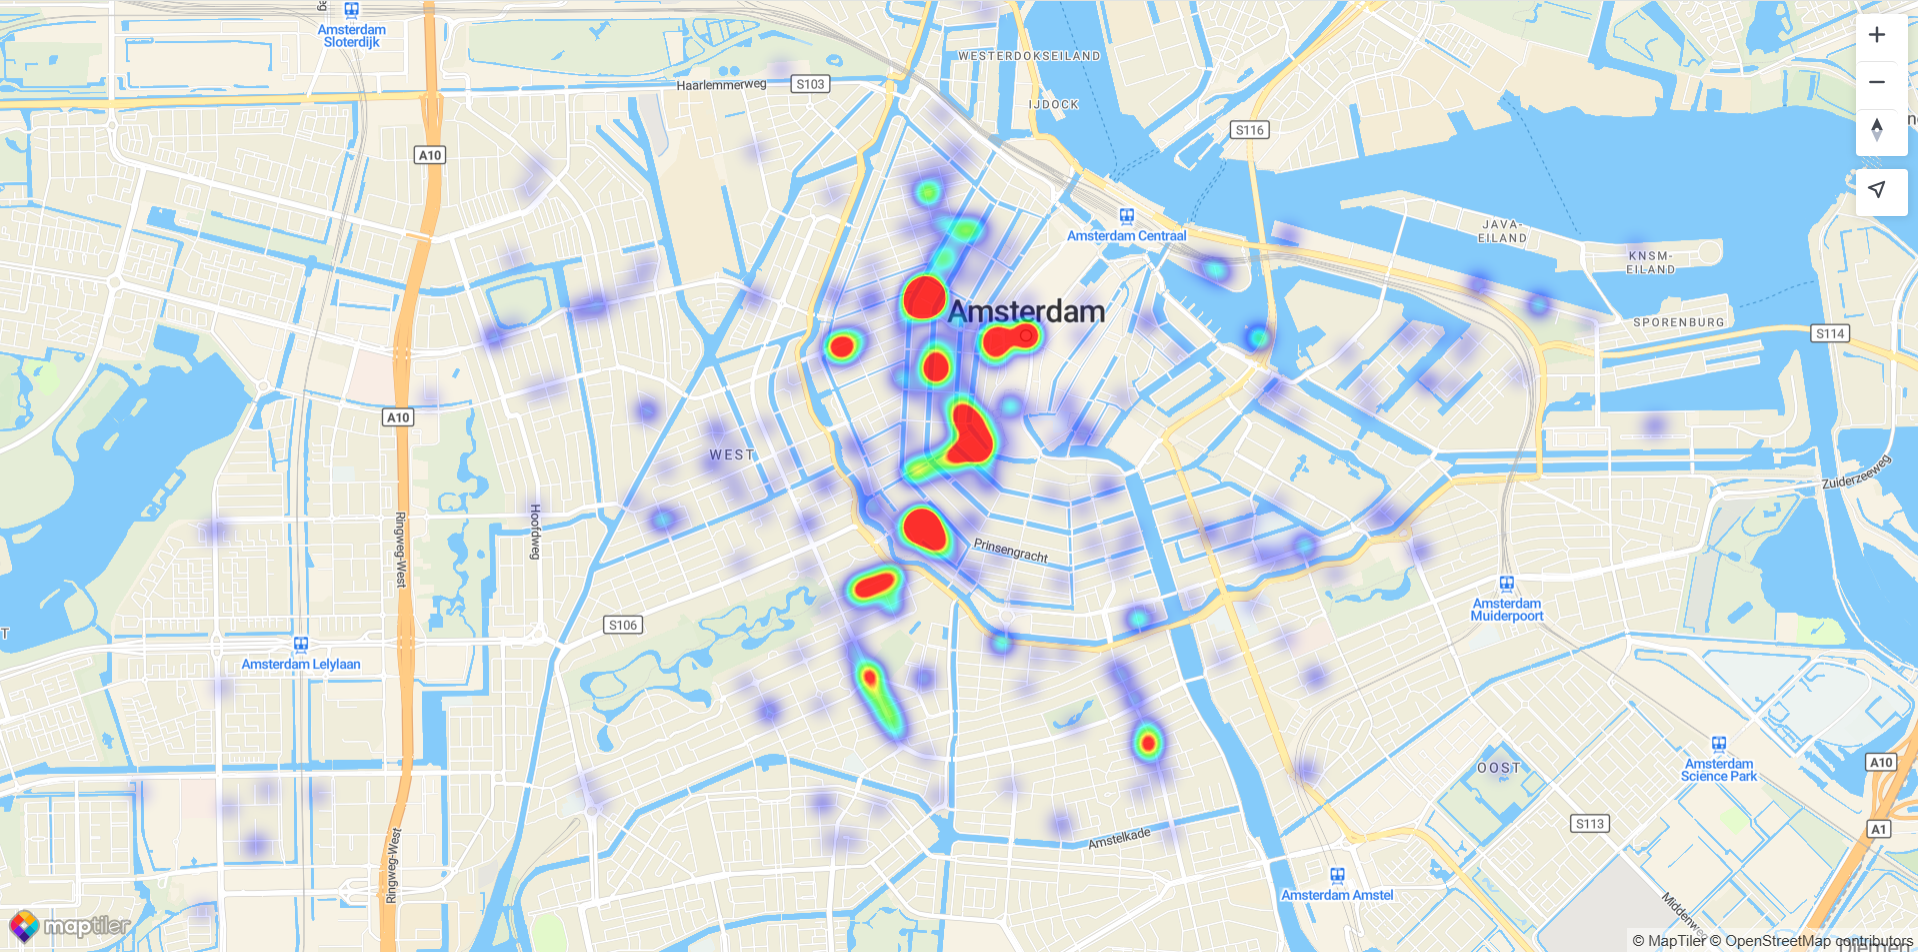 Amsterdam
Sloterdijk
Haarlemmerweg
S103
WESTERDOKSEILAND
IJDOCK
S116
A10
Amsterdam Centraal
JAVA-
EILAND
KNSM-
EILAND
Amsterdam
SPORENBURG
S114
A10
WEST
Zuiderzeeweg
Hoofdweg
Ringweg-West
Prinsengracht
Amsterdam
Muiderpoort
S106
Amsterdam Lelylaan
Amsterdam
Science Park
A10
OOST
S113
A1
Amstelkade
Ringweg-West
Amsterdam Amstel
Middenweg
maptiler
© MapTiler © OpenStreetMap contributors